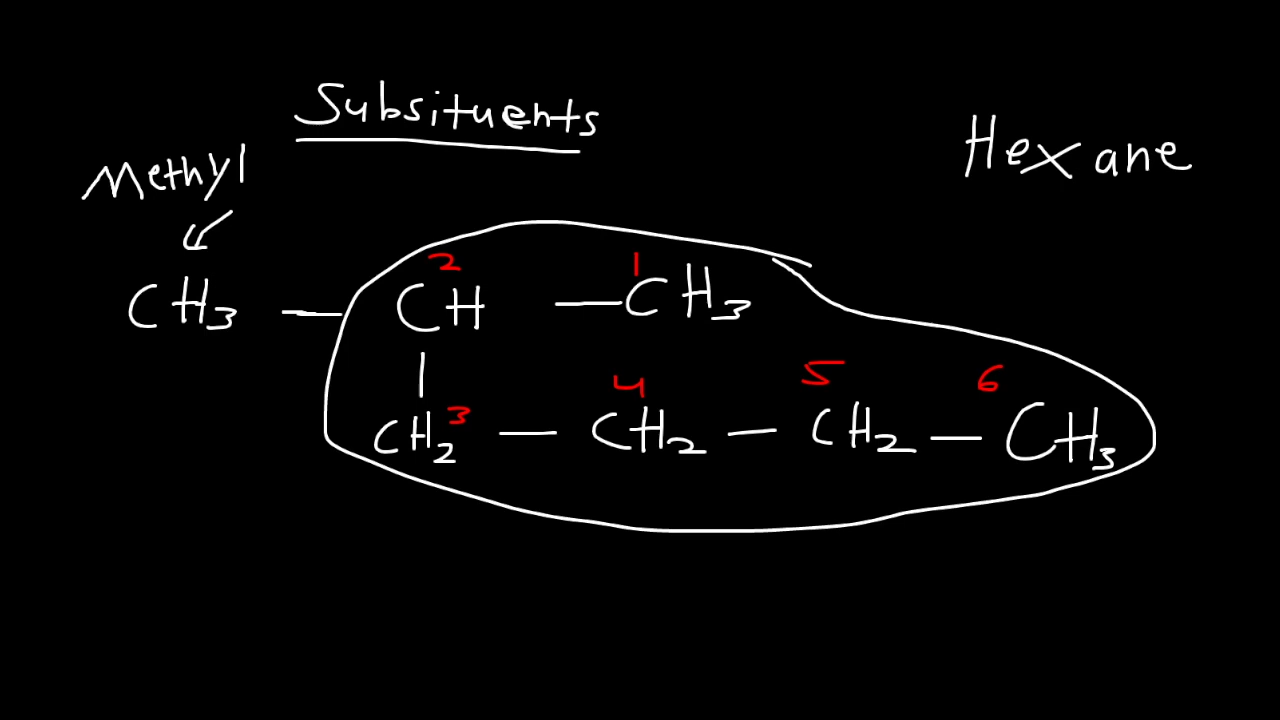 Subsituents
Hexane
Methyl
2 1
CH3 — CH — CH3
|
3 4 5 6
CH2 — CH2 — CH2 — CH3